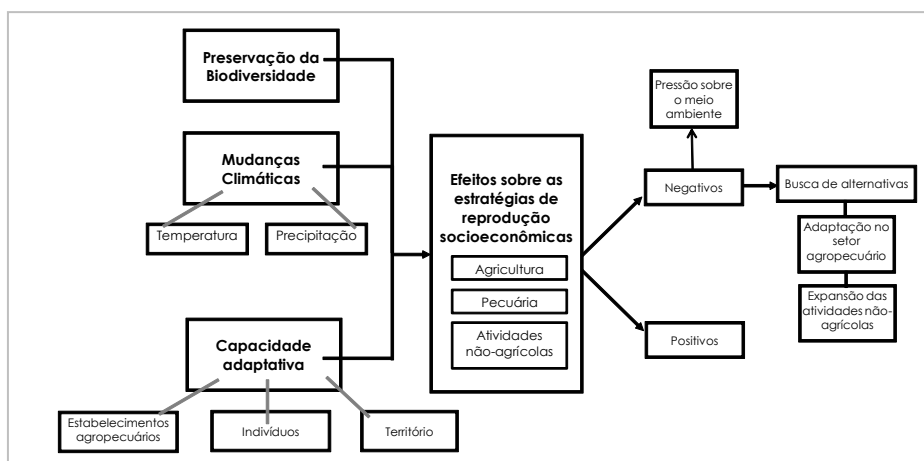 Preservação da
Biodiversidade
Mudanças
Climáticas
Temperatura
Precipitação
Capacidade
adaptativa
Estabelecimentos
agropecuários
Indivíduos
Território
Efeitos sobre as
estratégias de
reprodução
socioeconômicas
Agricultura
Pecuária
Atividades
não-agrícolas
Pressão sobre
o meio
ambiente
Negativos
Positivos
Busca de alternativas
Adaptação no
setor
agropecuário
Expansão das
atividades não-
agrícolas